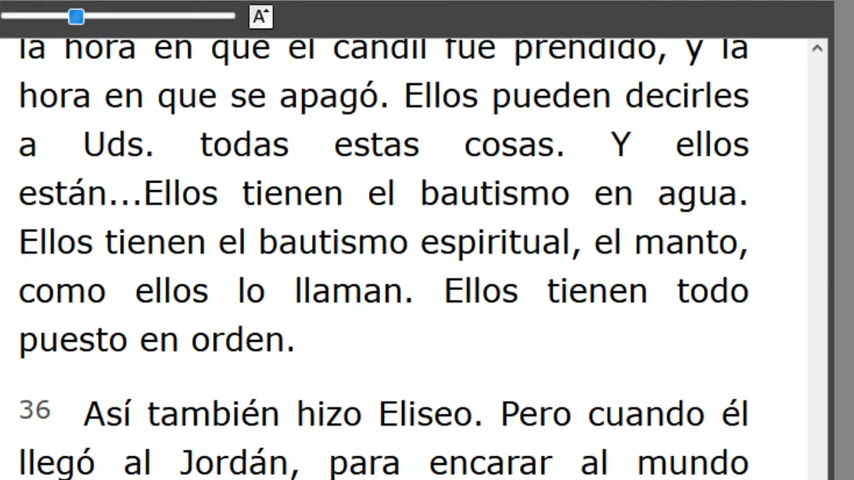 A
la hora en que el candil fue prendido, y la
hora en que se apagó. Ellos pueden decirles
a Uds. todas estas cosas. Y ellos
están...Ellos tienen el bautismo en agua.
Ellos tienen el bautismo espiritual, el manto,
como ellos lo llaman. Ellos tienen todo
puesto en orden.
36 Así también hizo Eliseo. Pero cuando él
llegó al Jordán, para encarar al mundo